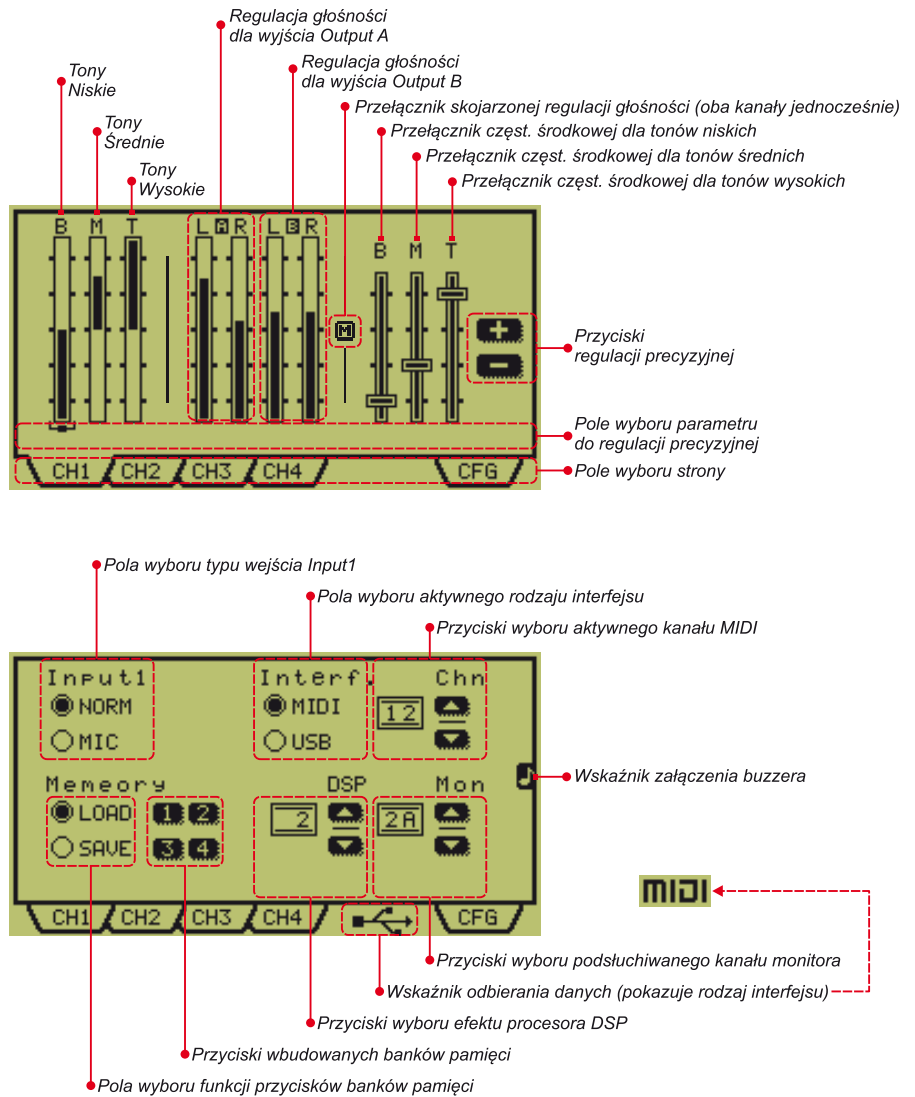 Regulacja głośności
dla wyjścia Output A
Regulacja głośności
dla wyjścia Output B
Tony
Niskie
Przełącznik skojarzonej regulacji głośności (oba kanały jednocześnie)
Tony
Średnie
Przełącznik częst. środkowej dla tonów niskich
Przełącznik częst. środkowej dla tonów średnich
Tony
Wysokie
Przełącznik częst. środkowej dla tonów wysokich
B M T L A R L B R
B M T
M
+
-
Przyciski
regulacji precyzyjnej
Pole wyboru parametru
do regulacji precyzyjnej
CH1 CH2 CH3 CH4 CFG
Pole wyboru strony
Pola wyboru typu wejścia Input1
Pola wyboru aktywnego rodzaju interfejsu
Przyciski wyboru aktywnego kanału MIDI
Input1 Interf. Chn
NORM MIDI 12
MIC USB
Wskaźnik załączenia buzzera
Memeory DSP Mon
LOAD 1 2 2 2A
SAVE 3 4
MIDI
CH1 CH2 CH3 CH4 CFG
Przyciski wyboru podsłuchiwanego kanału monitora
Wskaźnik odbierania danych (pokazuje rodzaj interfejsu)
Przyciski wyboru efektu procesora DSP
Przyciski wbudowanych banków pamięci
Pola wyboru funkcji przycisków banków pamięci